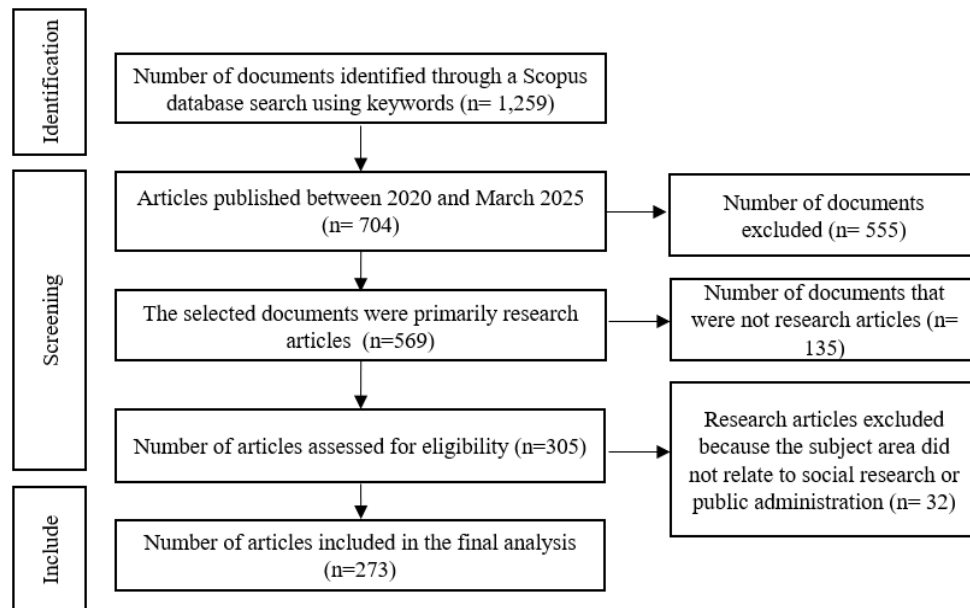 Identification
Number of documents identified through a Scopus
database search using keywords (n= 1,259)
Screening
Articles published between 2020 and March 2025
(n= 704)
Number of documents
excluded (n= 555)
The selected documents were primarily research
articles (n=569)
Number of documents that
were not research articles (n=
135)
Number of articles assessed for eligibility (n=305)
Research articles excluded
because the subject area did
not relate to social research or
public administration (n= 32)
Include
Number of articles included in the final analysis
(n=273)